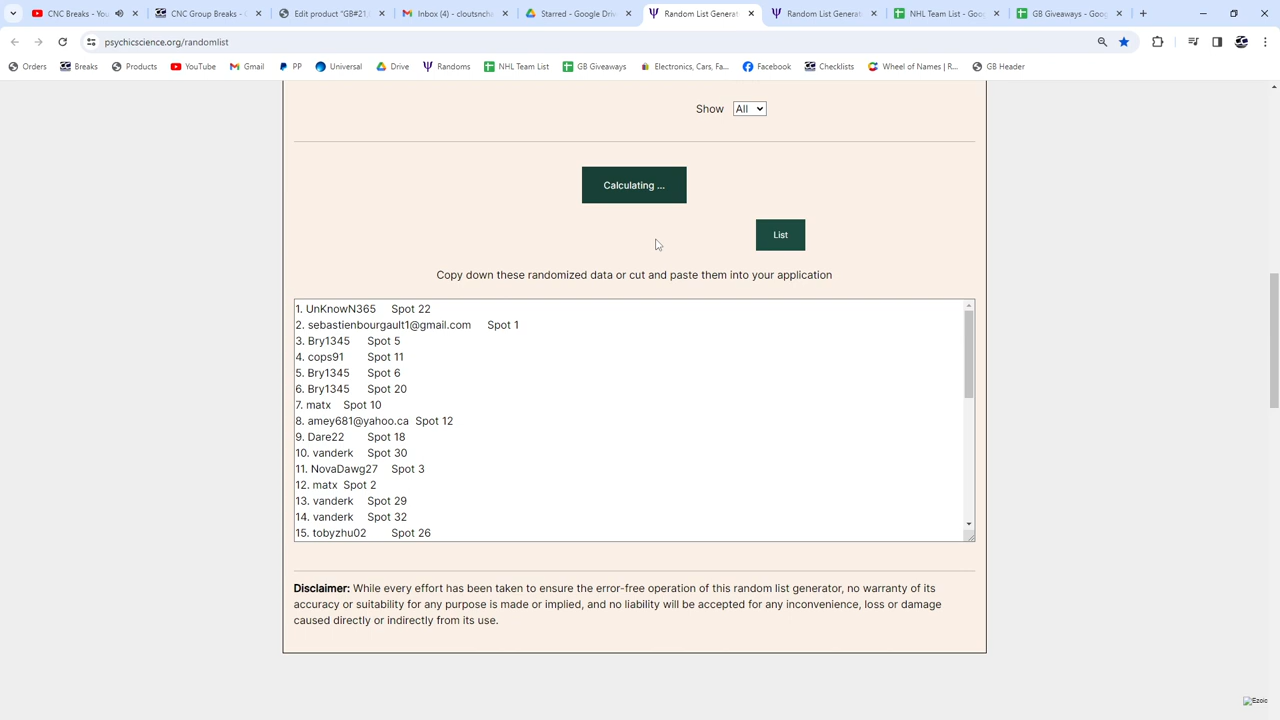 CNC Breaks - You
CNC Group Breaks -
Edit product "GB#21,
Inbox (4) - cloutsnch
Starred - Google Driv
Random List Generat
Random List Generat
NHL Team List - Goo
GB Giveaways - Goog
psychicscience.org/randomlist
Orders
Breaks
Products
YouTube
Gmail
PP
Universal
Drive
Randoms
NHL Team List
GB Giveaways
Electronics, Cars, Fa...
Facebook
Checklists
Wheel of Names | R...
GB Header
Show All
Calculating ...
List
Copy down these randomized data or cut and paste them into your application
1. UnKnowN365 Spot 22
2. sebastienbourgault1@gmail.com Spot 1
3. Bry1345 Spot 5
4. cops91 Spot 11
5. Bry1345 Spot 6
6. Bry1345 Spot 20
7. matx Spot 10
8. amey681@yahoo.ca Spot 12
9. Dare22 Spot 18
10. vanderk Spot 30
11. NovaDawg27 Spot 3
12. matx Spot 2
13. vanderk Spot 29
14. vanderk Spot 32
15. tobyzhu02 Spot 26
Disclaimer: While every effort has been taken to ensure the error-free operation of this random list generator, no warranty of its
accuracy or suitability for any purpose is made or implied, and no liability will be accepted for any inconvenience, loss or damage
caused directly or indirectly from its use.
Ezoic